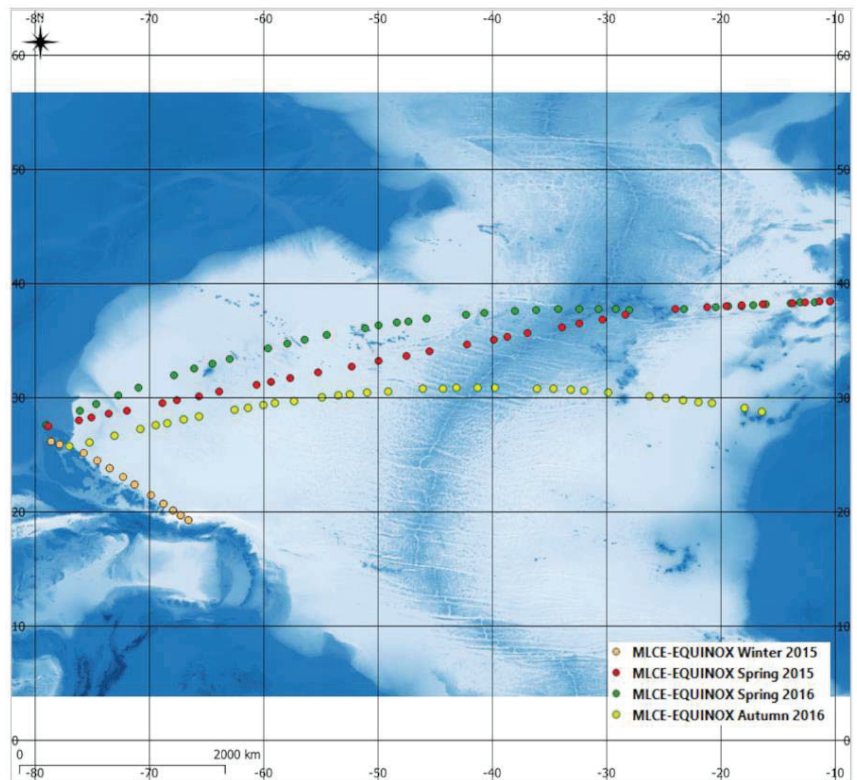 -80 -70 -60 -50 -40 -30 -20 -10
60 60
50 50
40 40
30 30
20 20
10 10
MLCE-EQUINOX Winter 2015
MLCE-EQUINOX Spring 2015
MLCE-EQUINOX Spring 2016
MLCE-EQUINOX Autumn 2016
0 0
0 2000 km
-80 -70 -60 -50 -40 -30 -20 -10